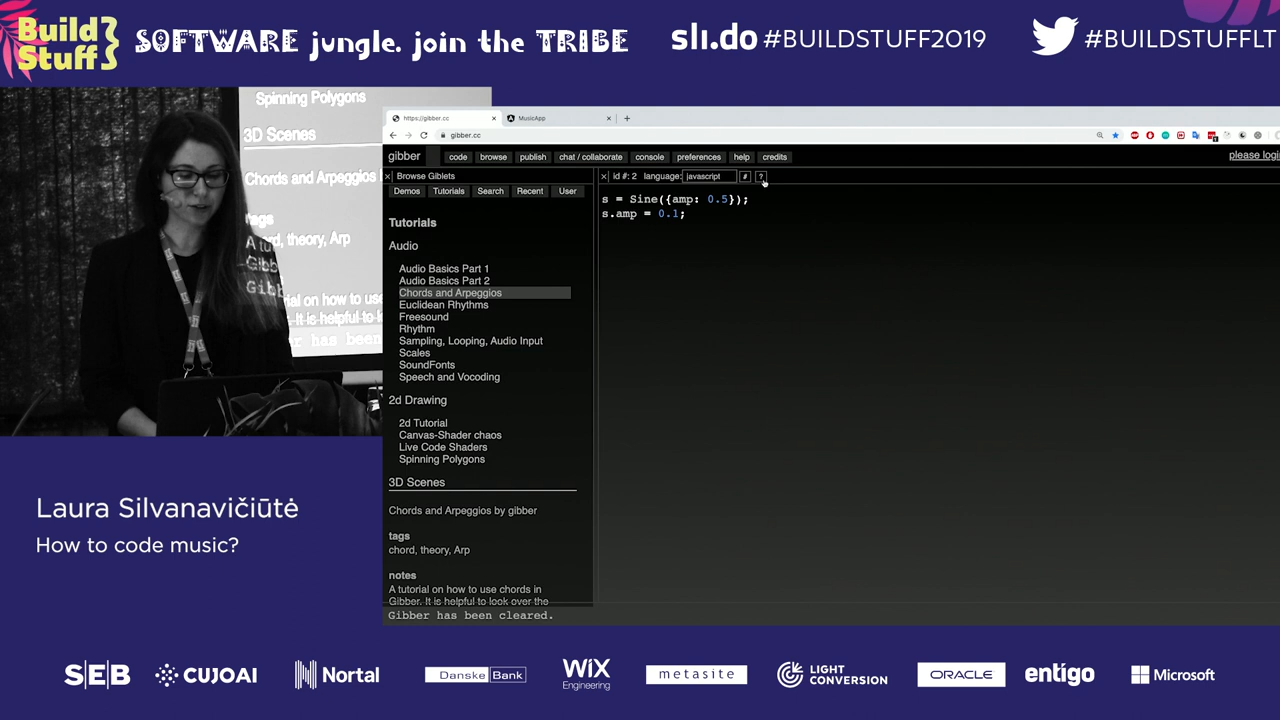 Build
Stuff
SOFTWARE jungle. join the TRIBE
sli.do #BUILDSTUFF2019
#BUILDSTUFFLT
Spinning Polygons
3D Scenes
Chords and Arpeggios
tags
rd, theory, Arp
https://gibber.cc
MusicApp
gibber.cc
gibber
code
browse
publish
chat / collaborate
console
preferences
help
credits
please login
Browse Giblets
Demos
Tutorials
Search
Recent
User
Tutorials
Audio
Audio Basics Part 1
Audio Basics Part 2
Chords and Arpeggios
Euclidean Rhythms
Freesound
Rhythm
Sampling, Looping, Audio Input
Scales
SoundFonts
Speech and Vocoding
2d Drawing
2d Tutorial
Canvas-Shader chaos
Live Code Shaders
Spinning Polygons
3D Scenes
Chords and Arpeggios by gibber
tags
chord, theory, Arp
notes
A tutorial on how to use chords in
Gibber. It is helpful to look over the
Gibber has been cleared.
id #: 2 language: javascript # ?
s = Sine({amp: 0.5});
s.amp = 0.1;
Laura Silvanavičiūtė
How to code music?
SEB
CUJOAI
Nortal
Danske Bank
WiX
Engineering
metasite
LIGHT
CONVERSION
ORACLE
entigo
Microsoft